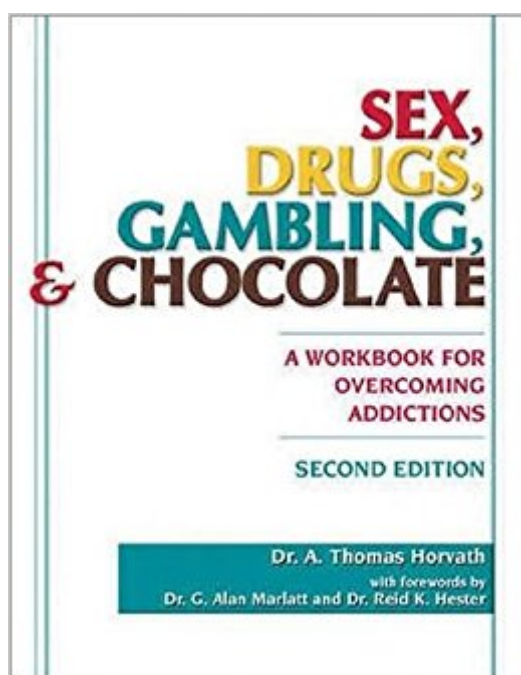 SEX,
DRUGS,
GAMBLING,
& CHOCOLATE
A WORKBOOK FOR
OVERCOMING
ADDICTIONS
SECOND EDITION
Dr. A. Thomas Horvath
with forewords by
Dr. G. Alan Marlatt and Dr. Reid K. Hester